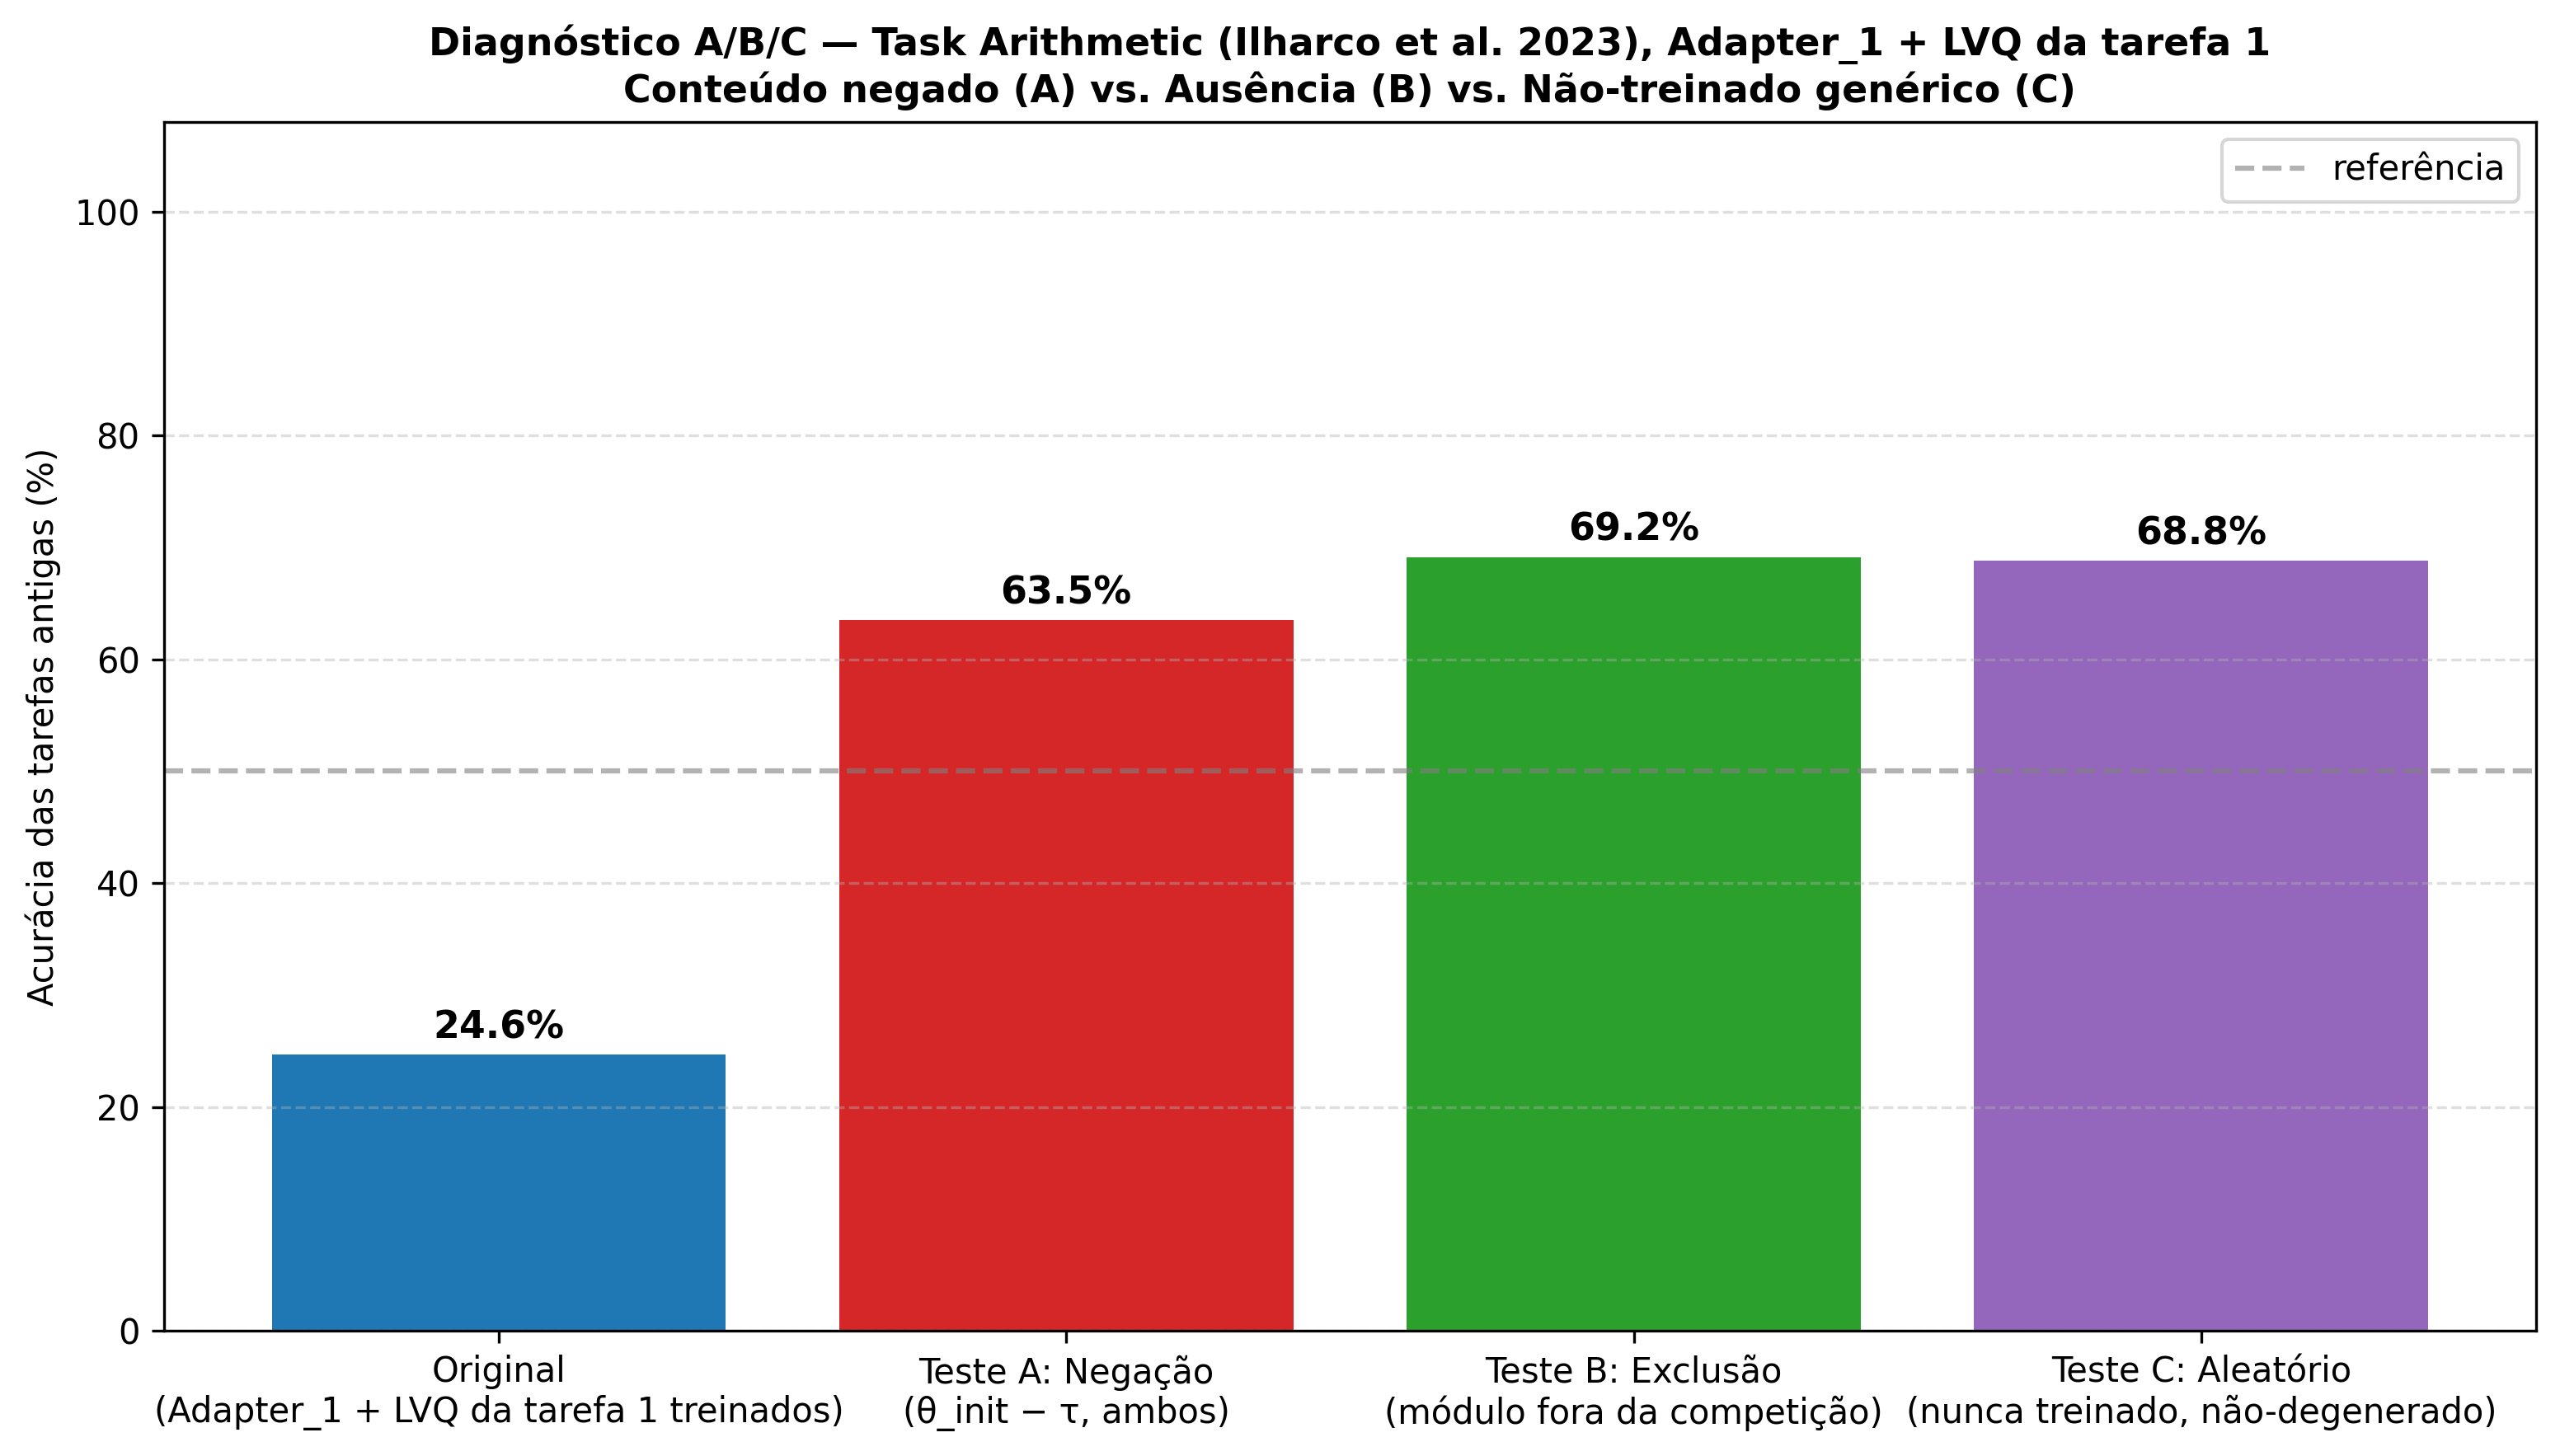 Diagnóstico A/B/C — Task Arithmetic (Ilharco et al. 2023), Adapter_1 + LVQ da tarefa 1
Conteúdo negado (A) vs. Ausência (B) vs. Não-treinado genérico (C)
referência
Acurácia das tarefas antigas (%)
100
80
60
40
20
0
24.6%
63.5%
69.2%
68.8%
Original
(Adapter_1 + LVQ da tarefa 1 treinados)
Teste A: Negação
(θ_init − τ, ambos)
Teste B: Exclusão
(módulo fora da competição)
Teste C: Aleatório
(nunca treinado, não-degenerado)